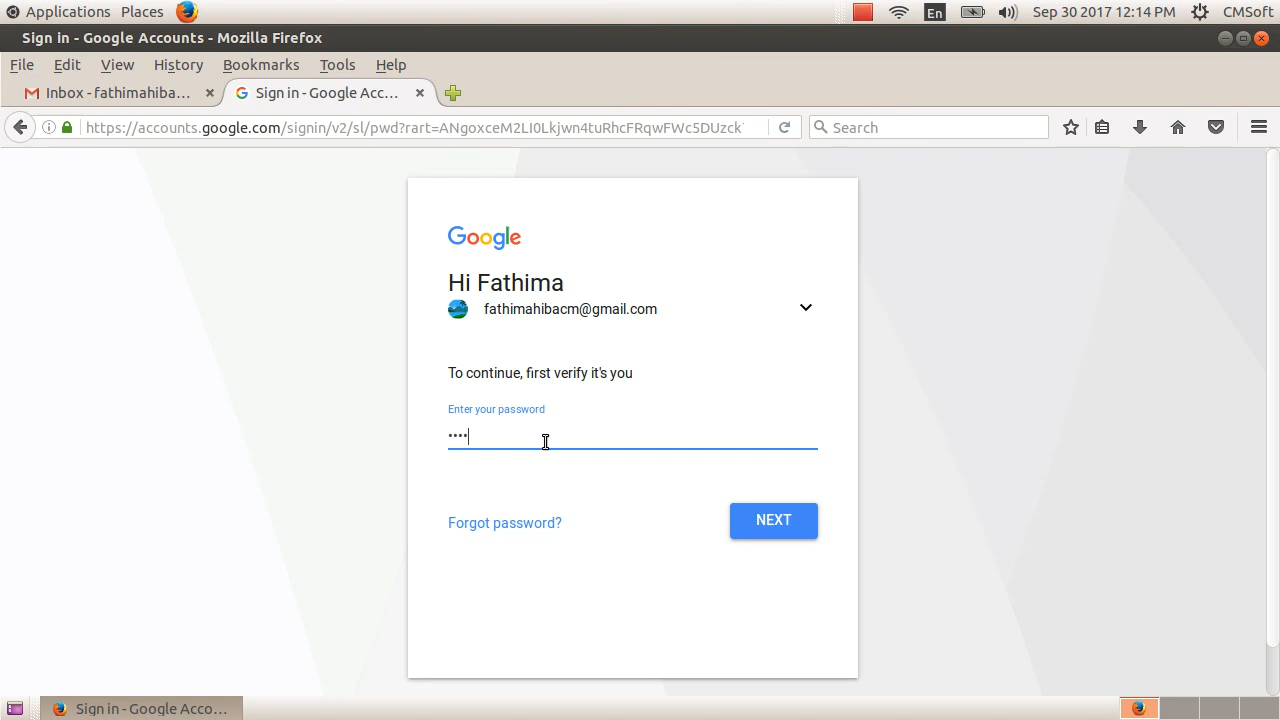 Applications Places En Sep 30 2017 12:14 PM CMSoft
Sign in - Google Accounts - Mozilla Firefox
File Edit View History Bookmarks Tools Help
Inbox - fathimahiba... Sign in - Google Acc...
https://accounts.google.com/signin/v2/sl/pwd?rart=ANgoxceM2LI0Lkjwn4tuRhcFRqwFWc5DUzck Search
Google
Hi Fathima
fathimahibacm@gmail.com
To continue, first verify it's you
Enter your password
••••
Forgot password? NEXT
Sign in - Google Acco...